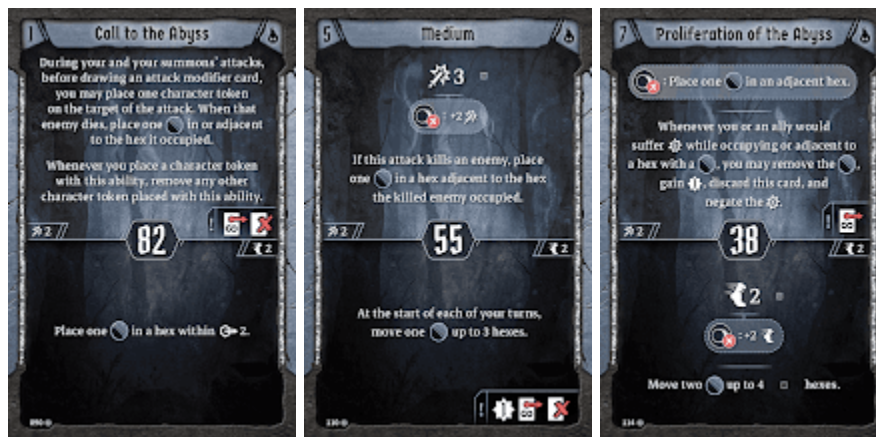 1 Call to the Abyss
During your and your summons' attacks,
before drawing an attack modifier card,
you may place one character token
on the target of the attack. When that
enemy dies, place one in or adjacent
to the hex it occupied.
Whenever you place a character token
with this ability, remove any other
character token placed with this ability.
2
!
82
2
Place one in a hex within 2.
5 Medium
3
: +2
If this attack kills an enemy, place
one in a hex adjacent to the hex
the killed enemy occupied.
2
55
2
At the start of each of your turns,
move one up to 3 hexes.
!
7 Proliferation of the Abyss
: Place one in an adjacent hex.
Whenever you or an ally would
suffer while occupying or adjacent to
a hex with a , you may remove the ,
gain , discard this card, and
negate the .
2
!
38
2
2
: +2
Move two up to 4 hexes.